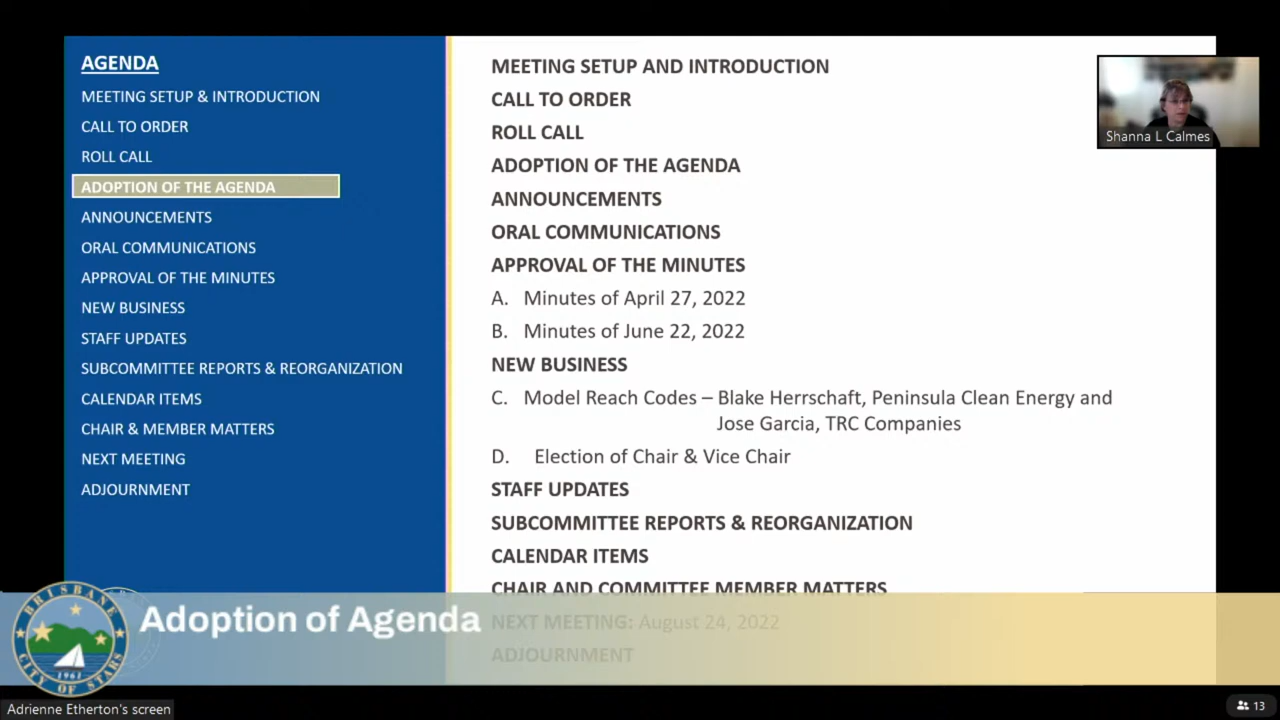 AGENDA
MEETING SETUP & INTRODUCTION
CALL TO ORDER
ROLL CALL
ADOPTION OF THE AGENDA
ANNOUNCEMENTS
ORAL COMMUNICATIONS
APPROVAL OF THE MINUTES
NEW BUSINESS
STAFF UPDATES
SUBCOMMITTEE REPORTS & REORGANIZATION
CALENDAR ITEMS
CHAIR & MEMBER MATTERS
NEXT MEETING
ADJOURNMENT
MEETING SETUP AND INTRODUCTION
CALL TO ORDER
ROLL CALL
ADOPTION OF THE AGENDA
ANNOUNCEMENTS
ORAL COMMUNICATIONS
APPROVAL OF THE MINUTES
A. Minutes of April 27, 2022
B. Minutes of June 22, 2022
NEW BUSINESS
C. Model Reach Codes – Blake Herrschaft, Peninsula Clean Energy and
Jose Garcia, TRC Companies
D. Election of Chair & Vice Chair
STAFF UPDATES
SUBCOMMITTEE REPORTS & REORGANIZATION
CALENDAR ITEMS
CHAIR AND COMMITTEE MEMBER MATTERS
NEXT MEETING: August 24, 2022
ADJOURNMENT
Shanna L Calmes
BRISBANE
CITY OF STARS
1961
Adoption of Agenda
Adrienne Etherton's screen
13